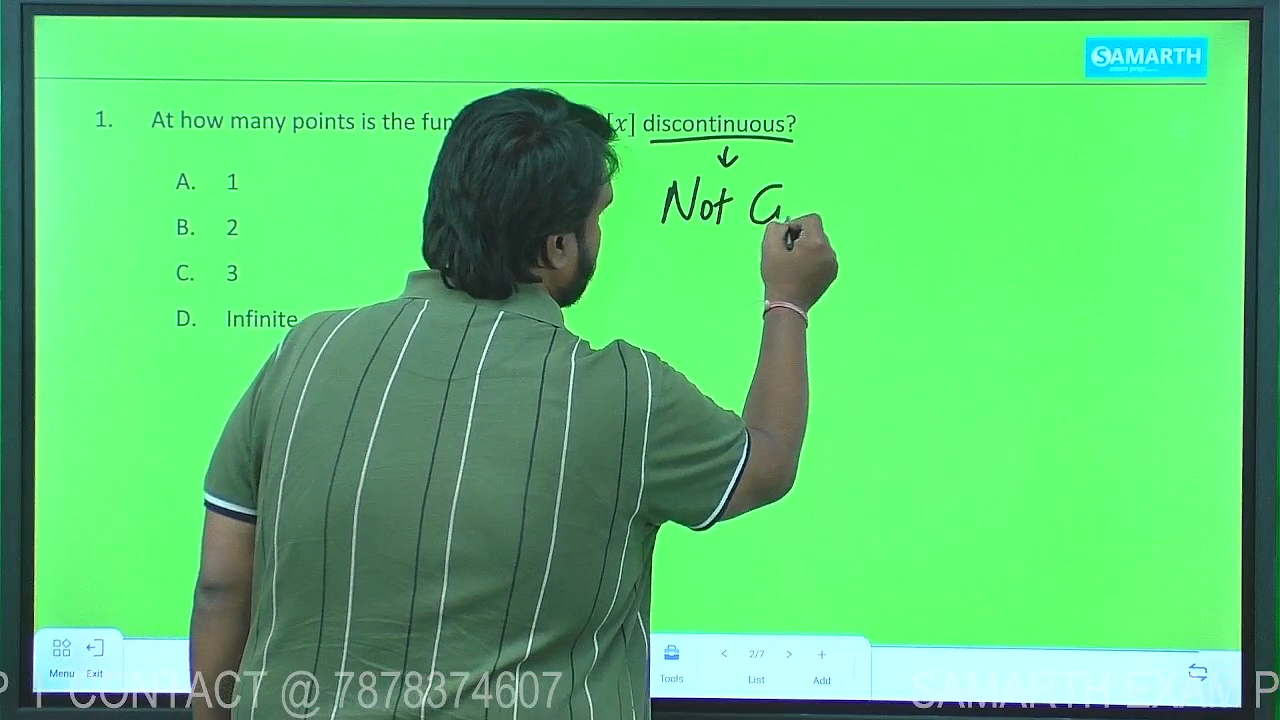 SAMARTH
1. At how many points is the [x] discontinuous?
Not
A. 1
B. 2
C. 3
D. Infinite
Menu Exit
Tools
< 2/7 > +
List Add
P | CONTACT @ 7878374607 SAMARTH EXAM P